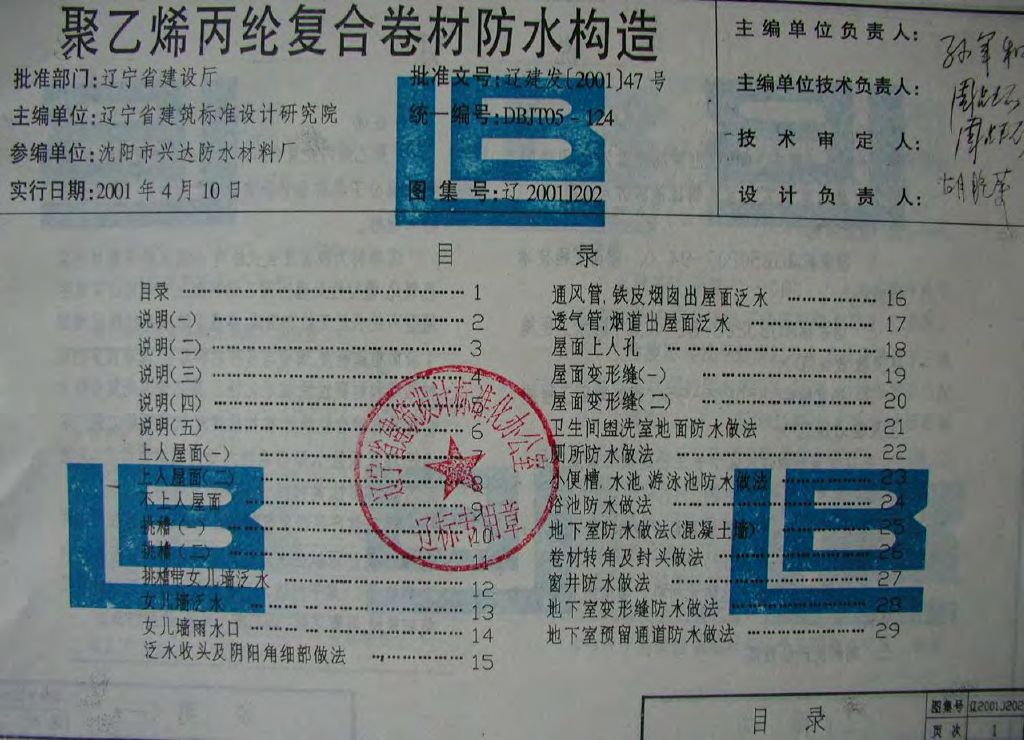 聚乙烯丙纶复合卷材防水构造
批准部门:辽宁省建设厅
批准文号:辽建发[2001]47号
主编单位:辽宁省建筑标准设计研究院
统一编号:DBJT05-124
参编单位:沈阳市兴达防水材料厂
实行日期:2001年4月10日
图集号:辽2001J202
主编单位负责人:
主编单位技术负责人:
技术审定人:
设计负责人:
目 录
目录 1
说明(一) 2
说明(二) 3
说明(三) 4
说明(四)
说明(五) 6
上人屋面(一)
上人屋面(二) 8
不上人屋面 9
挑檐(一) 10
挑檐(二) 11
挑檐带女儿墙泛水 12
女儿墙泛水 13
女儿墙雨水口 14
泛水收头及阴阳角细部做法 15
通风管,铁皮烟囱出屋面泛水 16
透气管,烟道出屋面泛水 17
屋面上人孔 18
屋面变形缝(一) 19
屋面变形缝(二) 20
卫生间盥洗室地面防水做法 21
厕所防水做法 22
小便槽,水池,游泳池防水做法 23
浴池防水做法 24
地下室防水做法(混凝土墙) 25
卷材转角及封头做法 26
窗井防水做法 27
地下室变形缝防水做法 28
地下室预留通道防水做法 29
辽宁省建筑设计标准化办公室
辽标专用章
目 录
图集号 辽2001J202
页次 1